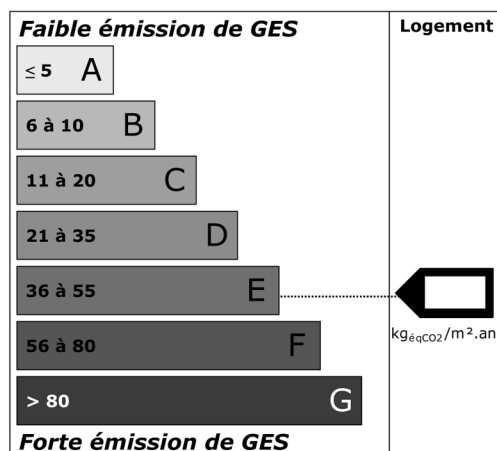 Faible émission de GES
Logement
≤ 5 A
6 à 10 B
11 à 20 C
21 à 35 D
36 à 55 E
kgéqCO2/m².an
56 à 80 F
> 80 G
Forte émission de GES